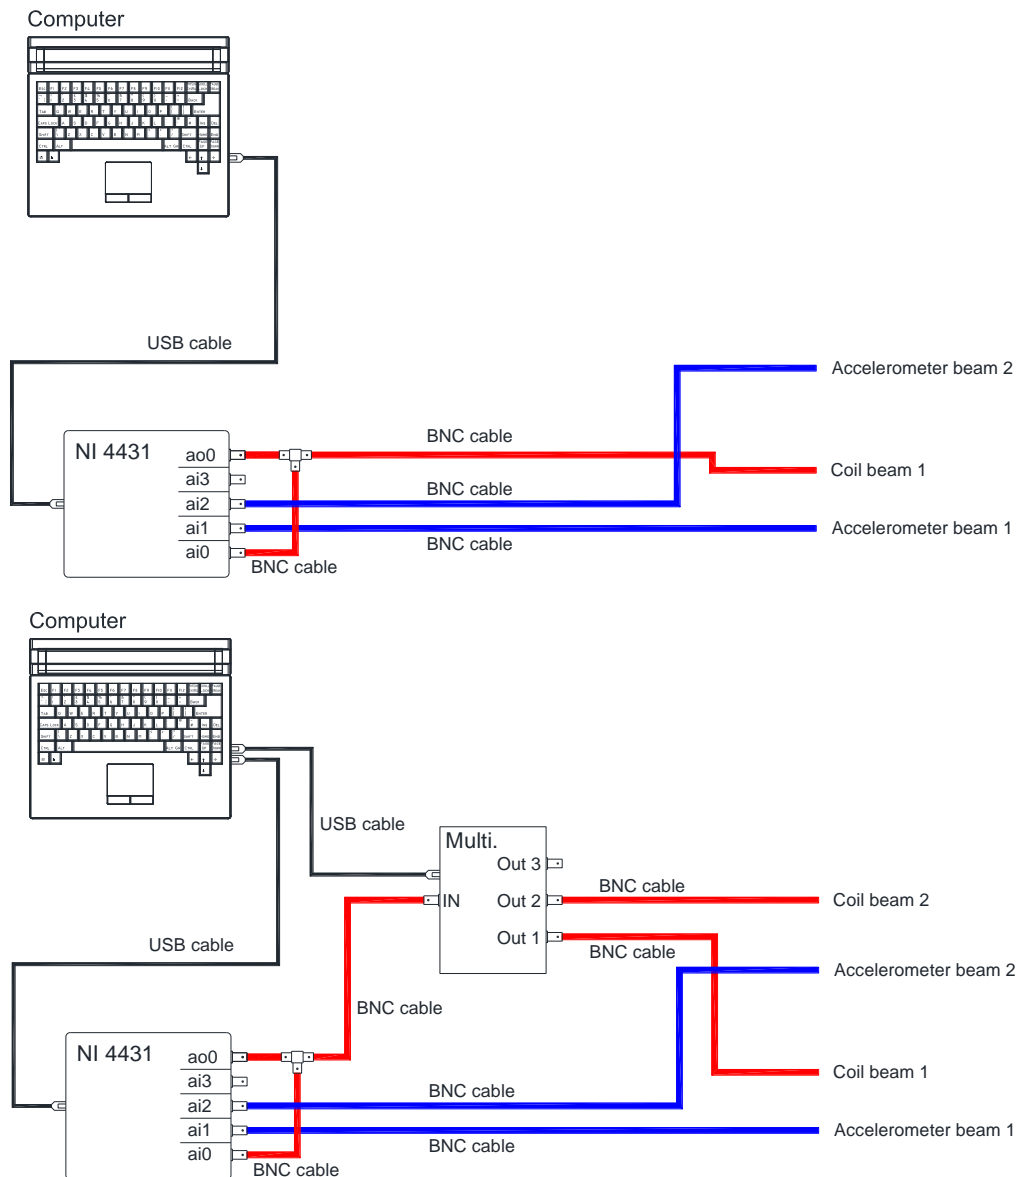 Computer
USB cable
Accelerometer beam 2
BNC cable
NI 4431
ao0
Coil beam 1
ai3
BNC cable
ai2
ai1
Accelerometer beam 1
BNC cable
ai0
BNC cable
Computer
USB cable
Multi.
Out 3
BNC cable
IN
Out 2
Coil beam 2
Out 1
USB cable
BNC cable
Accelerometer beam 2
BNC cable
NI 4431
ao0
Coil beam 1
ai3
BNC cable
ai2
ai1
Accelerometer beam 1
BNC cable
ai0
BNC cable